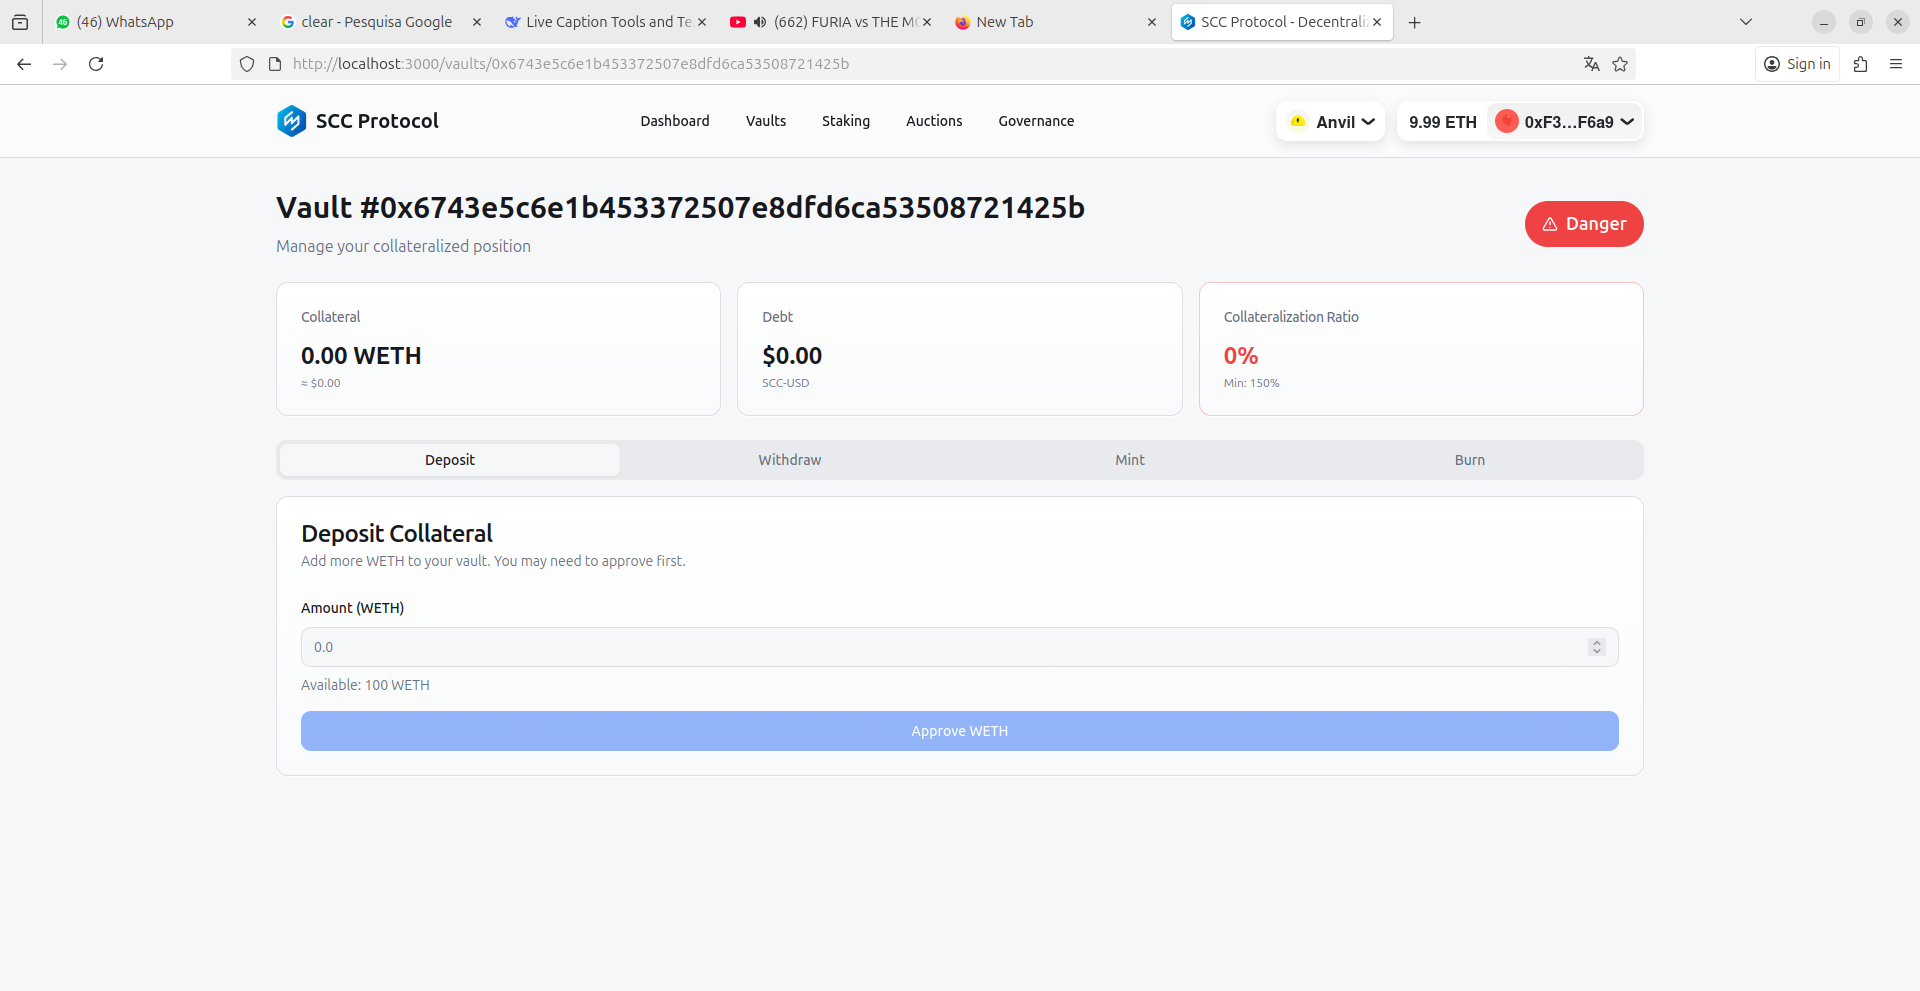 (46) WhatsApp
clear - Pesquisa Google
Live Caption Tools and Te
(662) FURIA vs THE MO
New Tab
SCC Protocol - Decentrali
http://localhost:3000/vaults/0x6743e5c6e1b453372507e8dfd6ca53508721425b
Sign in
SCC Protocol
Dashboard
Vaults
Staking
Auctions
Governance
Anvil
9.99 ETH
0xF3...F6a9
Vault #0x6743e5c6e1b453372507e8dfd6ca53508721425b
Manage your collateralized position
Danger
Collateral
0.00 WETH
≈ $0.00
Debt
$0.00
SCC-USD
Collateralization Ratio
0%
Min: 150%
Deposit
Withdraw
Mint
Burn
Deposit Collateral
Add more WETH to your vault. You may need to approve first.
Amount (WETH)
0.0
Available: 100 WETH
Approve WETH